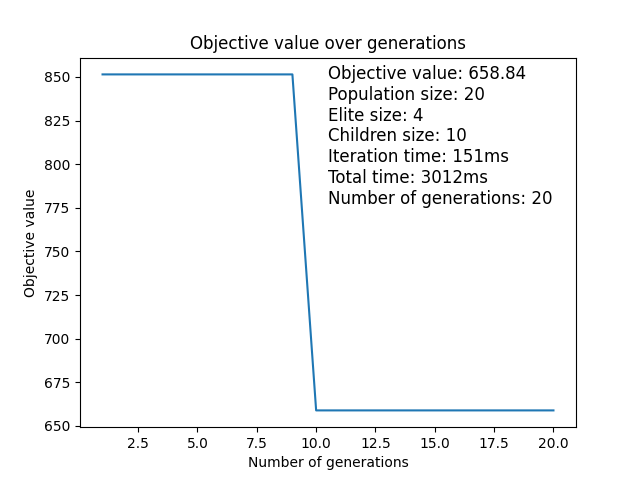 Objective value over generations
Objective value: 658.84
Population size: 20
Elite size: 4
Children size: 10
Iteration time: 151ms
Total time: 3012ms
Number of generations: 20
Objective value
850
825
800
775
750
725
700
675
650
2.5 5.0 7.5 10.0 12.5 15.0 17.5 20.0
Number of generations